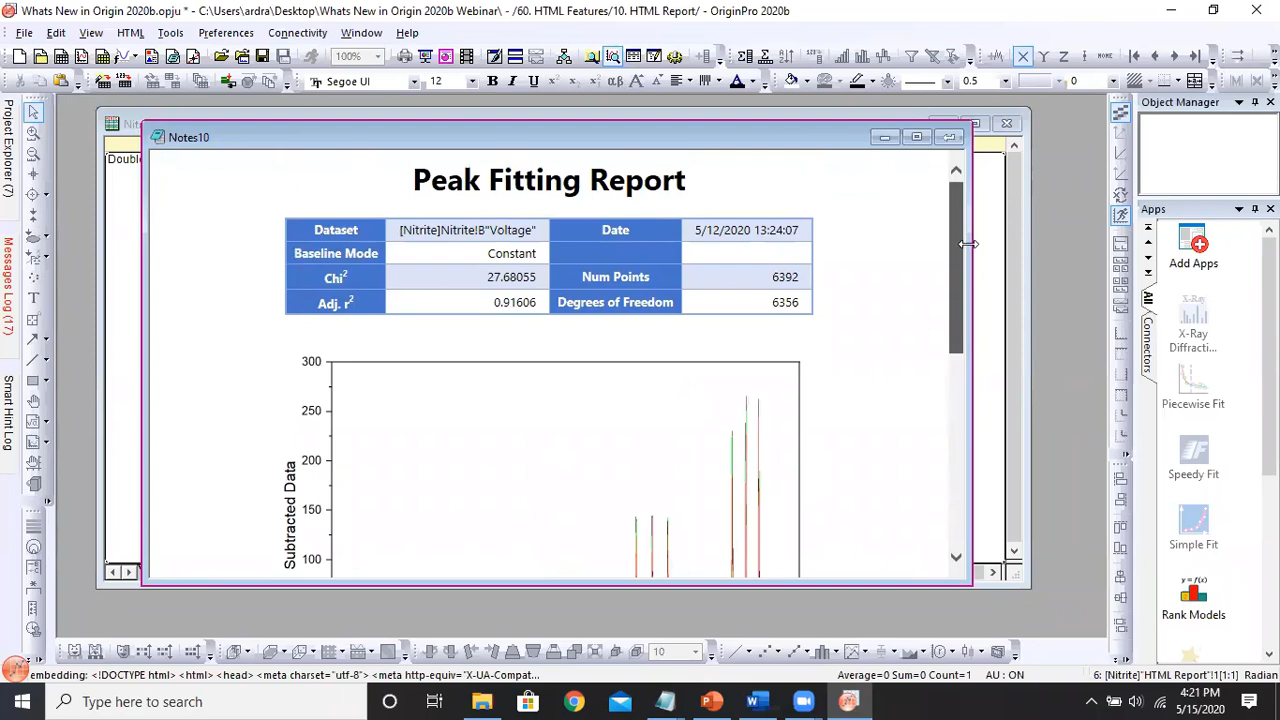 Whats New in Origin 2020b.opju * - C:\Users\ardra\Desktop\Whats New in Origin 2020b Webinar\ - /60. HTML Features/10. HTML Report/ - OriginPro 2020b
File Edit View HTML Tools Preferences Connectivity Window Help
100%
MORE
Tr Segoe UI 12 B I U αβ A A A 0.5 0
Project Explorer (7)
Messages Log (17)
Smart Hint Log
Nit
Doubl
Notes10
Peak Fitting Report
Dataset [Nitrite]Nitrite!B"Voltage" Date 5/12/2020 13:24:07
Baseline Mode Constant
Chi² 27.68055 Num Points 6392
Adj. r² 0.91606 Degrees of Freedom 6356
300
250
200
150
100
Subtracted Data
Object Manager
Apps
All
Connectors
Add Apps
X-Ray
Diffracti...
Piecewise Fit
Speedy Fit
Simple Fit
y = f(x)
Rank Models
10
embedding: <!DOCTYPE html> <head> <meta charset="utf-8"> <meta http-equiv="X-UA-Compat...
Average=0 Sum=0 Count=1
AU : ON
6: [Nitrite]"HTML Report"!1[1:1] Radian
Type here to search
4:21 PM
5/15/2020